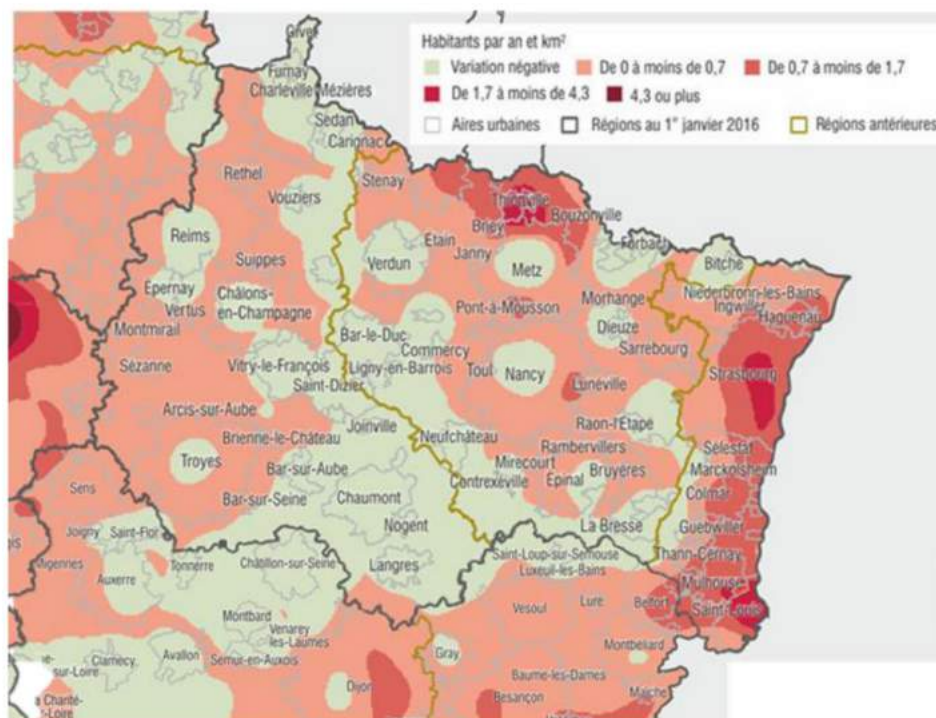 Habitants par an et km²
Variation négative
De 0 à moins de 0,7
De 0,7 à moins de 1,7
De 1,7 à moins de 4,3
4,3 ou plus
Aires urbaines
Régions au 1er janvier 2016
Régions antérieures
Givet
Fumay
Charleville-Mézières
Sedan
Carignac
Rethel
Stenay
Vouziers
Thionville
Bouzonville
Briey
Reims
Etain
Forbach
Verdun
Janny
Metz
Bitche
Suippes
Epernay
Châlons-
en-Champagne
Vertus
Pont-à-Mousson
Morhange
Niederbronn-les-Bains
Ingwiller
Haguenau
Montmirail
Bar-le-Duc
Dieuze
Commercy
Sarrebourg
Sézanne
Vitry-le-François
Ligny-en-Barrois
Toul
Nancy
Strasbourg
Saint-Dizier
Lunéville
Arcis-sur-Aube
Joinville
Raon-l'Etape
Brienne-le-Château
Neufchâteau
Rambervillers
Sélestat
Troyes
Bar-sur-Aube
Mirecourt
Bruyères
Marckolsheim
Contrexéville
Épinal
Sens
Bar-sur-Seine
Chaumont
Colmar
Nogent
La Bresse
Guebwiller
Joigny
Saint-Flor
Saint-Loup-sur-Semouse
Thann-Cernay
Migennes
Tonnerre
Châtillon-sur-Seine
Langres
Luxeuil-les-Bains
Auxerre
Mulhouse
Vesoul
Lure
Belfort
Saint-Louis
Montbard
Venarey
les-Laumes
Montbéliard
Clamecy
Avallon
Semur-en-Auxois
Gray
-sur-Loire
Baume-les-Dames
Dijon
Besançon
Maîche
a Charité-
-Loire